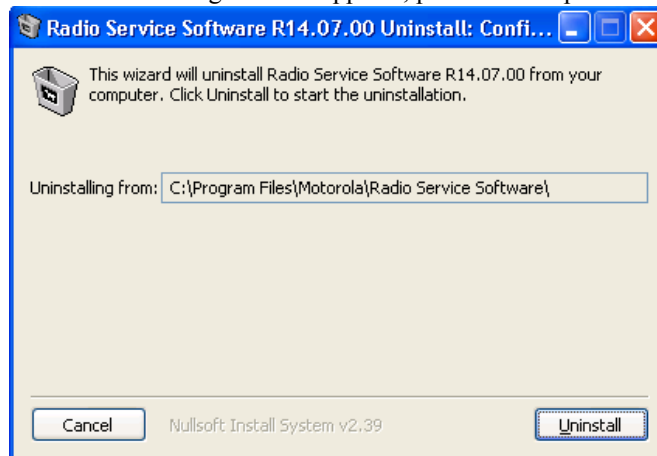 Radio Service Software R14.07.00 Uninstall: Confi...
This wizard will uninstall Radio Service Software R14.07.00 from your
computer. Click Uninstall to start the uninstallation.
Uninstalling from: C:\Program Files\Motorola\Radio Service Software\
Cancel Nullsoft Install System v2.39 Uninstall